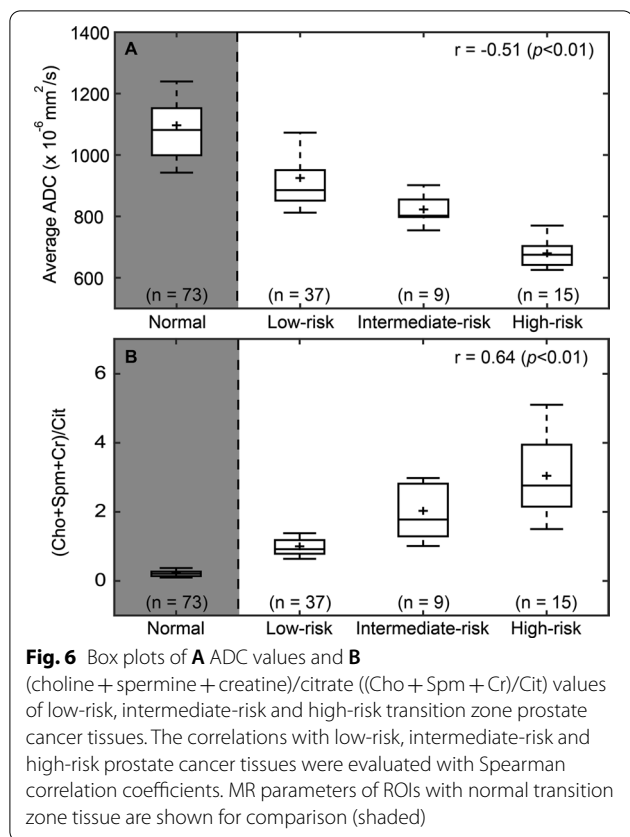 A
r = -0.51 (p<0.01)
Average ADC (x 10⁻⁶ mm²/s)
1400
1200
1000
800
600
(n = 73) (n = 37) (n = 9) (n = 15)
Normal Low-risk Intermediate-risk High-risk
B
r = 0.64 (p<0.01)
(Cho+Spm+Cr)/Cit
6
4
2
0
(n = 73) (n = 37) (n = 9) (n = 15)
Normal Low-risk Intermediate-risk High-risk
Fig. 6 Box plots of A ADC values and B
(choline + spermine + creatine)/citrate ((Cho + Spm + Cr)/Cit) values
of low-risk, intermediate-risk and high-risk transition zone prostate
cancer tissues. The correlations with low-risk, intermediate-risk and
high-risk prostate cancer tissues were evaluated with Spearman
correlation coefficients. MR parameters of ROIs with normal transition
zone tissue are shown for comparison (shaded)